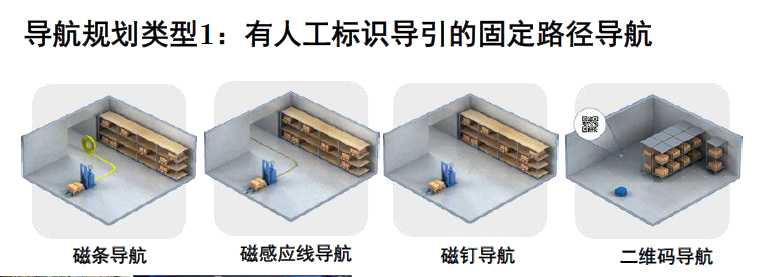 导航规划类型1：有人工标识导引的固定路径导航
磁条导航
磁感应线导航
磁钉导航
二维码导航